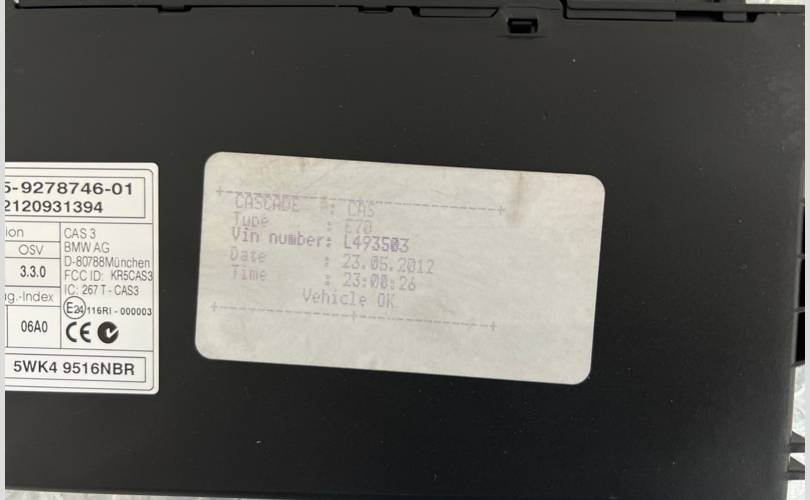 5-9278746-01
2120931394
ion
OSV
3.3.0
ng.-Index
06A0
CAS 3
BMW AG
D-80788München
FCC ID: KR5CAS3
IC: 267 T - CAS3
E24 116RI - 000003
CE
5WK4 9516NBR
CASCADE : CAS
Type : E70
Vin number: L493503
Date : 23.05.2012
Time : 23:00:26
Vehicle OK